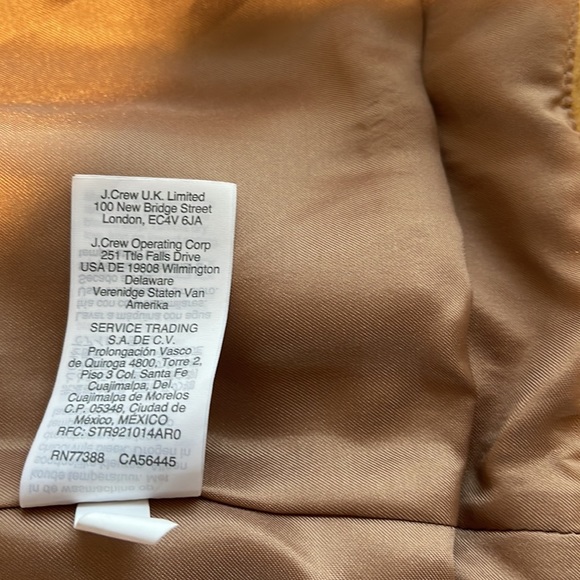 J.Crew U.K. Limited
100 New Bridge Street
London, EC4V 6JA
J.Crew Operating Corp
251 Ttle Falls Drive
USA DE 19808 Wilmington
Delaware
Verenidge Staten Van
Amerika
SERVICE TRADING
S.A. DE C.V.
Prolongación Vasco
de Quiroga 4800, Torre 2,
Piso 3 Col. Santa Fe
Cuajimalpa, Del.
Cuajimalpa de Morelos
C.P. 05348, Ciudad de
México, MÉXICO
RFC: STR921014AR0
RN77388 CA56445